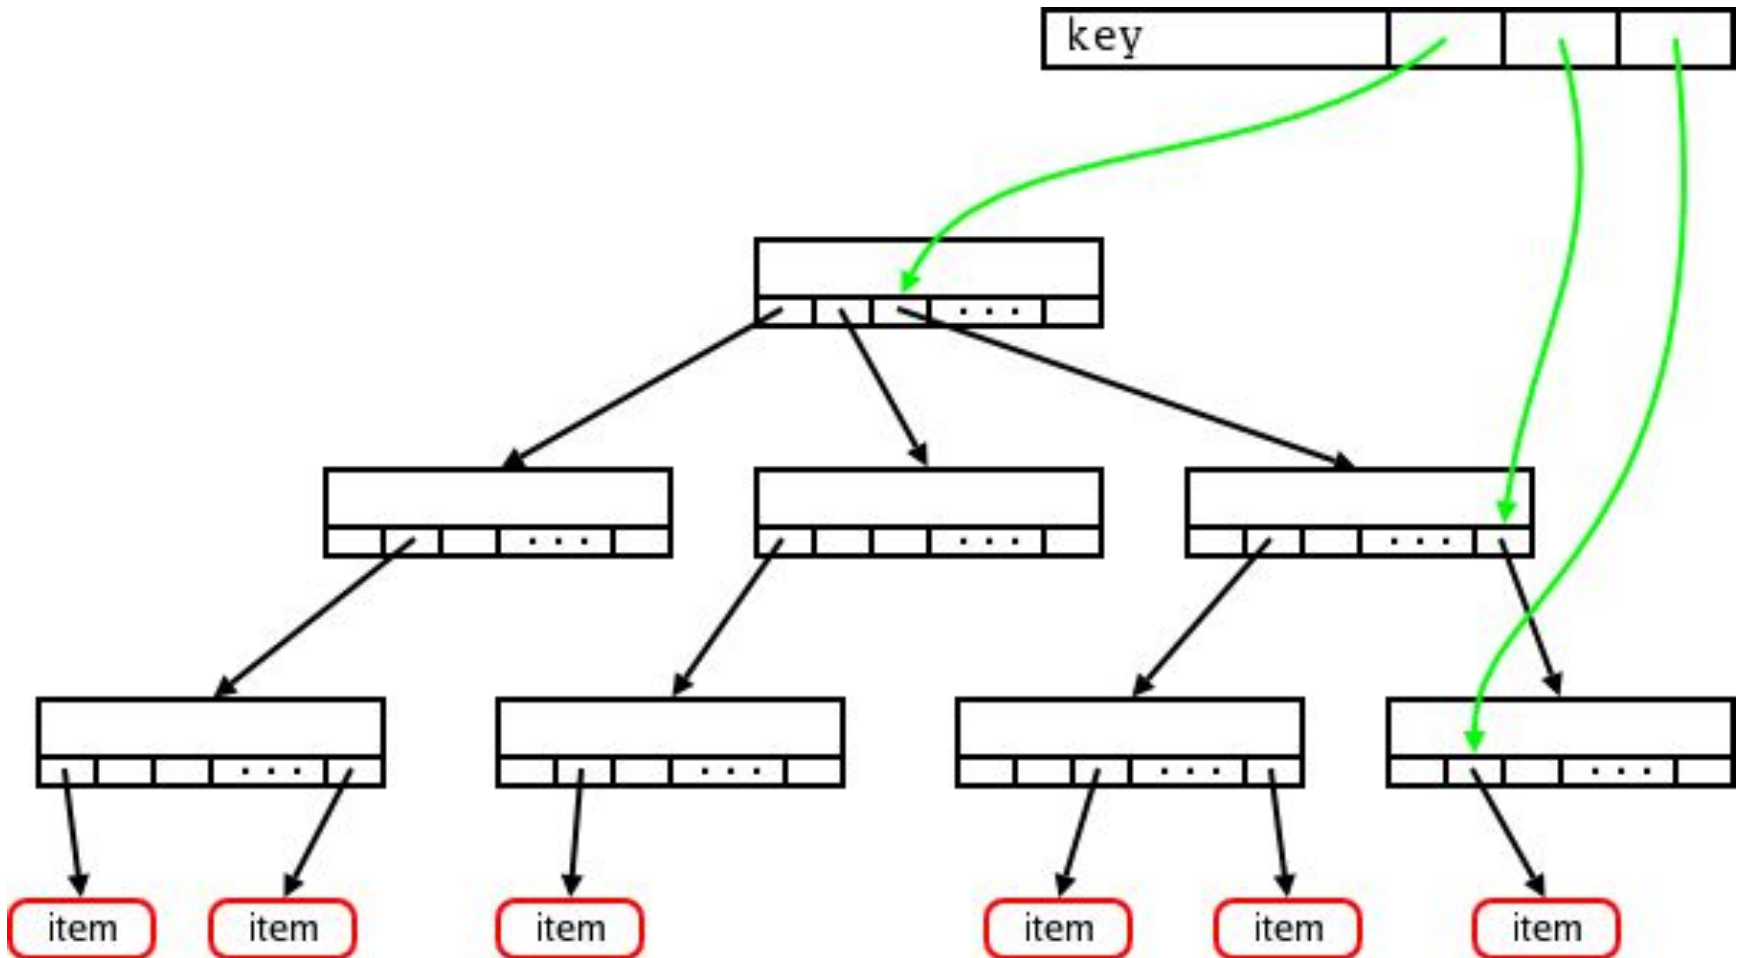 key
. . .
. . .
. . .
. . .
. . .
. . .
. . .
. . .
item
item
item
item
item
item